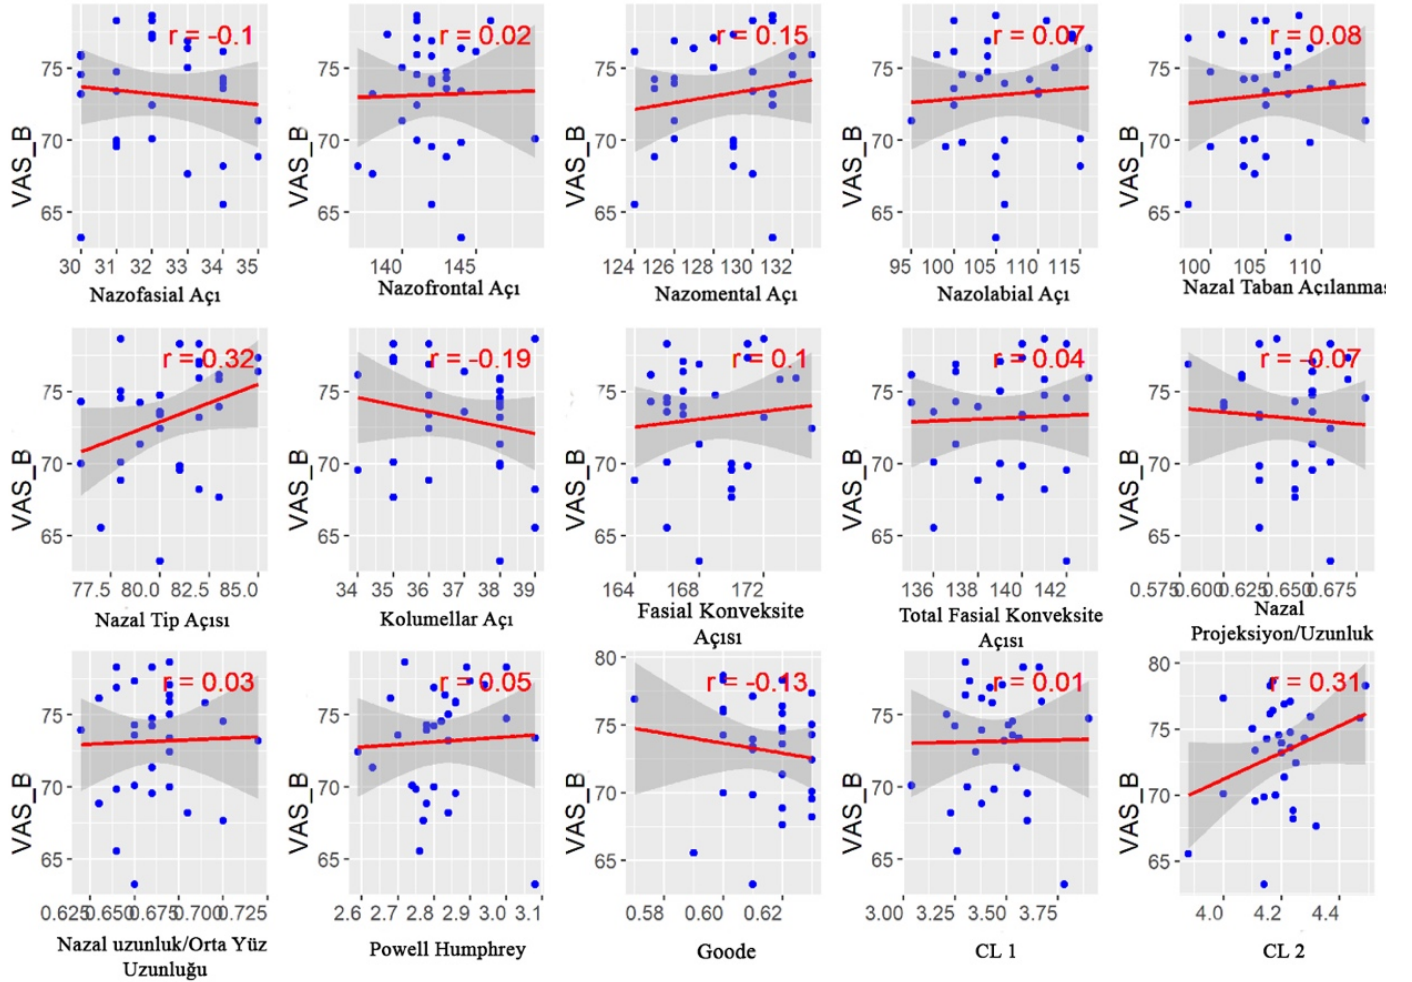 r = -0.1
r = 0.02
r = 0.15
r = 0.07
r = 0.08
75 75 75 75 75
70 70 70 70 70
65 65 65 65 65
VAS_B VAS_B VAS_B VAS_B VAS_B
30 31 32 33 34 35
140 145
124 126 128 130 132
95 100 105 110 115
100 105 110
Nazofasial Açı
Nazofrontal Açı
Nazomental Açı
Nazolabial Açı
Nazal Taban Açılanması
r = 0.32
r = -0.19
r = 0.1
r = 0.04
r = -0.07
75 75 75 75 75
70 70 70 70 70
65 65 65 65 65
VAS_B VAS_B VAS_B VAS_B VAS_B
77.5 80.0 82.5 85.0
34 35 36 37 38 39
164 168 172
136 138 140 142
0.575 0.600 0.625 0.650 0.675
Nazal Tip Açısı
Kolumellar Açı
Fasial Konveksite
Açısı
Total Fasial Konveksite
Açısı
Nazal
Projeksiyon/Uzunluk
r = 0.03
r = 0.05
r = -0.13
r = 0.01
r = 0.31
80 80
75 75 75 75 75
70 70 70 70 70
65 65 65 65 65
VAS_B VAS_B VAS_B VAS_B VAS_B
0.625 0.650 0.675 0.700 0.725
2.6 2.7 2.8 2.9 3.0 3.1
0.58 0.60 0.62
3.00 3.25 3.50 3.75
4.0 4.2 4.4
Nazal uzunluk/Orta Yüz
Uzunluğu
Powell Humphrey
Goode
CL 1
CL 2